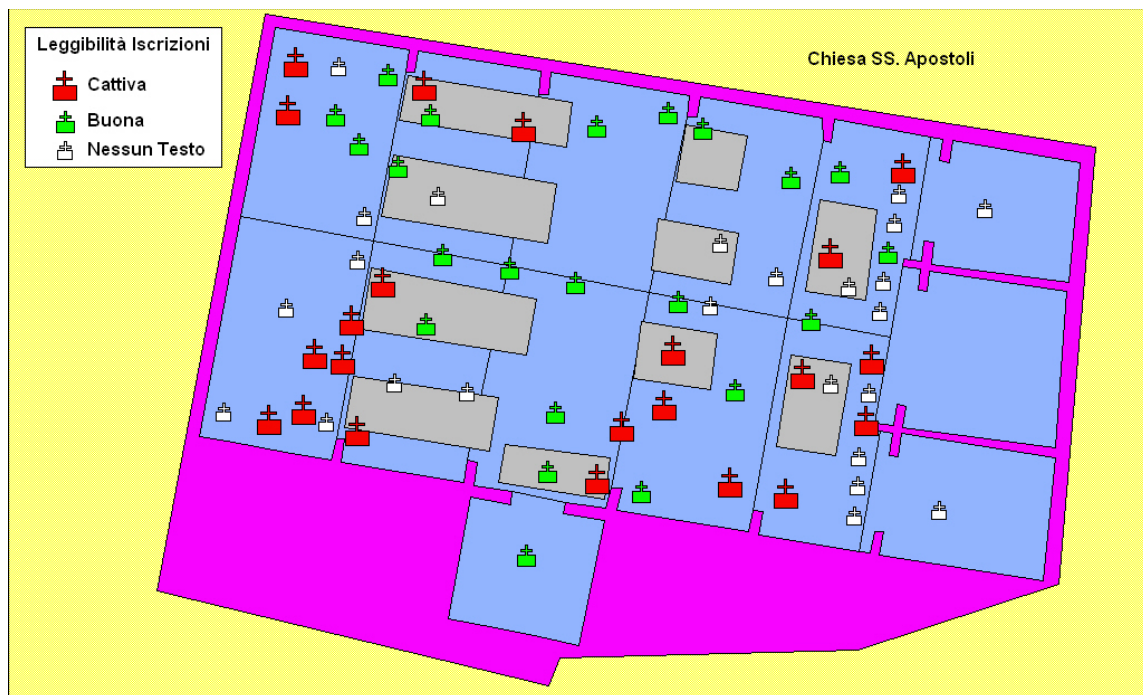 Leggibilità Iscrizioni
Cattiva
Buona
Nessun Testo
Chiesa SS. Apostoli